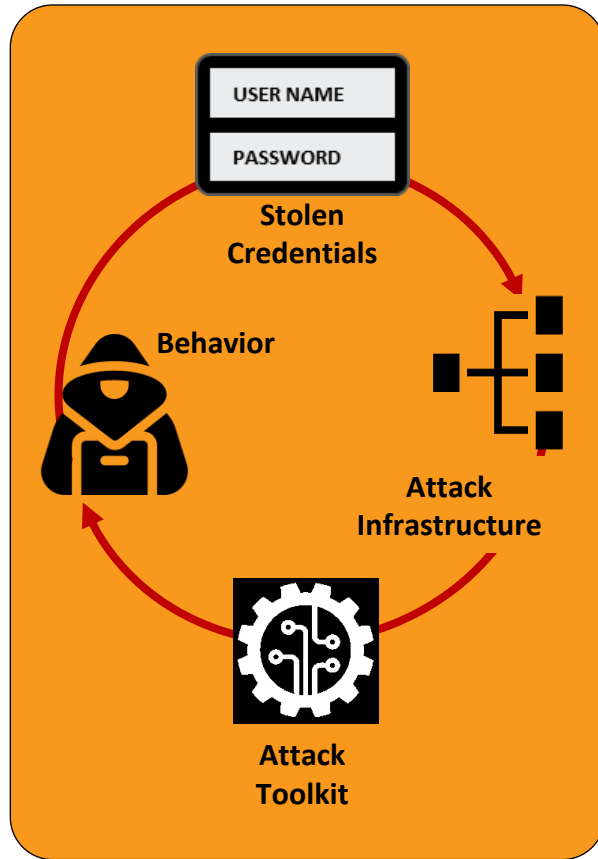 USER NAME
PASSWORD
Stolen
Credentials
Behavior
Attack
Infrastructure
Attack
Toolkit